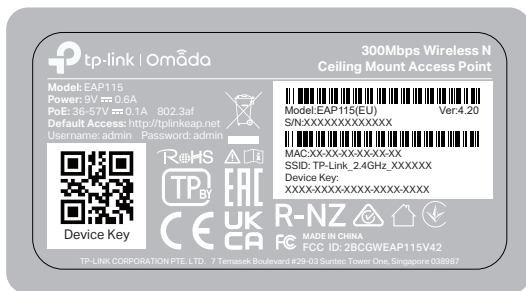 tp-link | Omada
300Mbps Wireless N
Ceiling Mount Access Point
Model: EAP115
Power: 9V ⎓ 0.6A
PoE: 36-57V ⎓ 0.1A 802.3af
Default Access: http://tplinkeap.net
Username: admin Password: admin
Model:EAP115(EU) Ver:4.20
S/N:XXXXXXXXXXXXX
MAC:XX-XX-XX-XX-XX-XX
SSID: TP-Link_2.4GHz_XXXXXX
Device Key:
XXXX-XXXX-XXXX-XXXX-XXXX
Device Key
RoHS
TP BY
EAC
CE
UK
CA
R-NZ
FC
MADE IN CHINA
FCC ID: 2BCGWEAP115V42
TP-LINK CORPORATION PTE. LTD. 7 Temasek Boulevard #29-03 Suntec Tower One, Singapore 038987